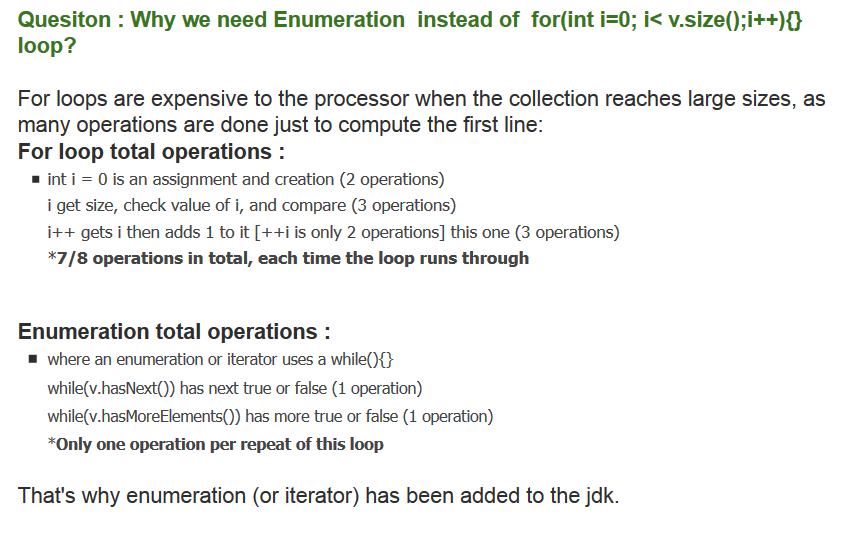 Quesiton : Why we need Enumeration instead of for(int i=0; i< v.size();i++){}
loop?
For loops are expensive to the processor when the collection reaches large sizes, as
many operations are done just to compute the first line:
For loop total operations :
▪ int i = 0 is an assignment and creation (2 operations)
i get size, check value of i, and compare (3 operations)
i++ gets i then adds 1 to it [++i is only 2 operations] this one (3 operations)
*7/8 operations in total, each time the loop runs through
Enumeration total operations :
▪ where an enumeration or iterator uses a while(){}
while(v.hasNext()) has next true or false (1 operation)
while(v.hasMoreElements()) has more true or false (1 operation)
*Only one operation per repeat of this loop
That's why enumeration (or iterator) has been added to the jdk.